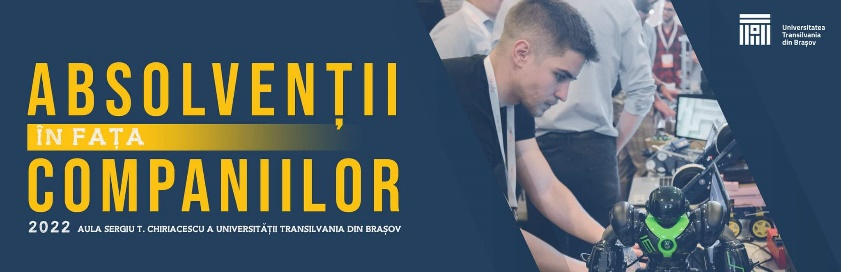 ABSOLVENȚII
ÎN FAȚA
COMPANIILOR
2022 AULA SERGIU T. CHIRIACESCU A UNIVERSITĂȚII TRANSILVANIA DIN BRAȘOV
Universitatea
Transilvania
din Brașov